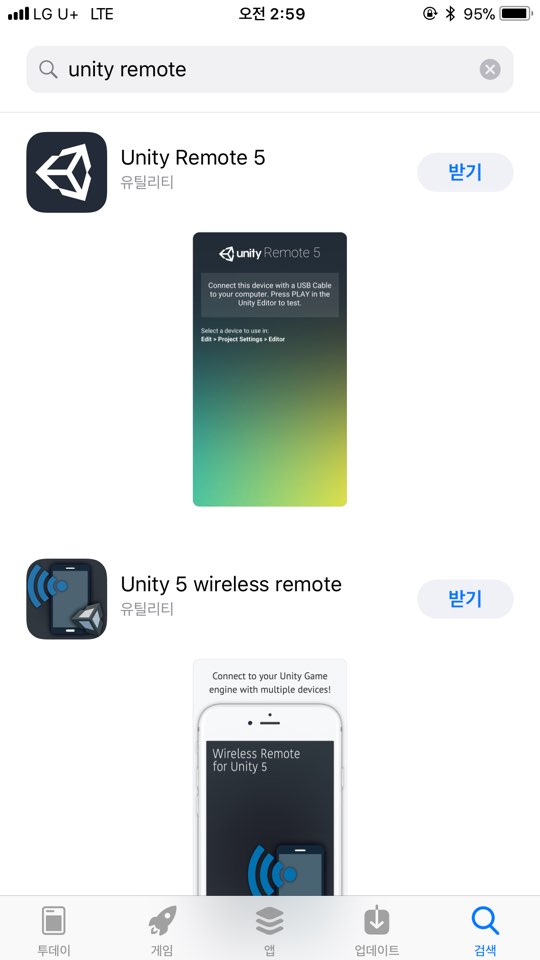 LG U+ LTE 오전 2:59 95%
unity remote
Unity Remote 5
유틸리티
받기
unity Remote 5
Connect this device with a USB Cable
to your computer. Press PLAY in the
Unity Editor to test.
Select a device to use in:
Edit > Project Settings > Editor
Unity 5 wireless remote
유틸리티
받기
Connect to your Unity Game
engine with multiple devices!
Wireless Remote
for Unity 5
투데이 게임 앱 업데이트 검색